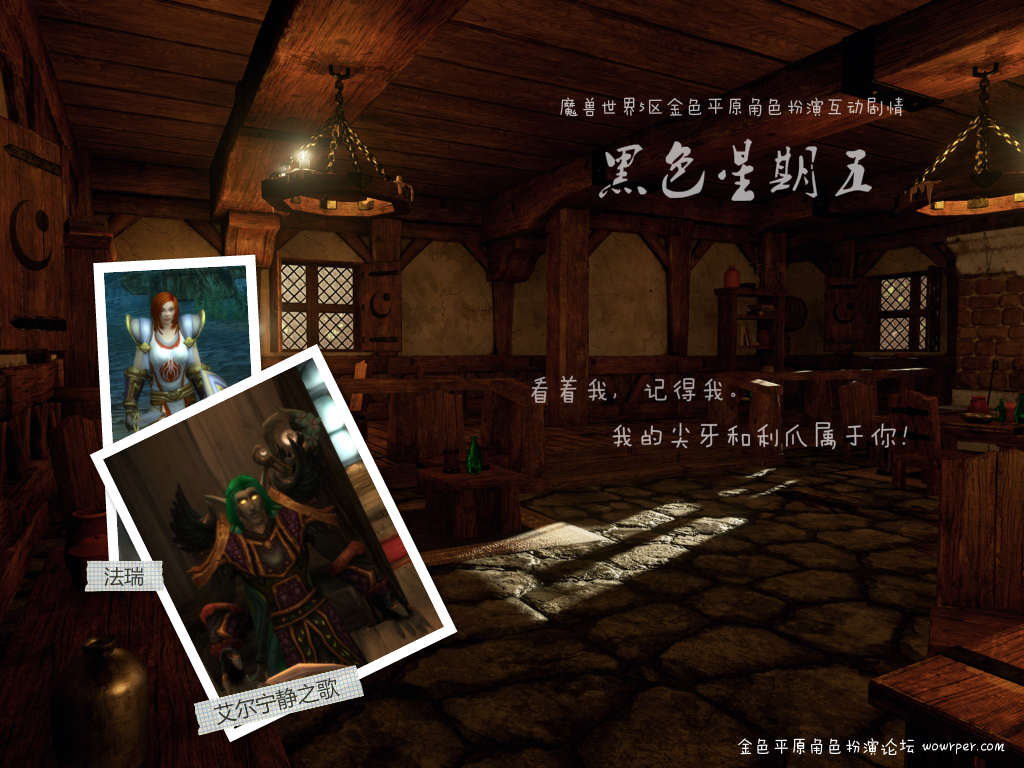 魔兽世界5区金色平原角色扮演互动剧情
黑色星期五
看着我，记得我。
我的尖牙和利爪属于你！
法瑞
艾尔宁静之歌
金色平原角色扮演论坛 wowrper.com